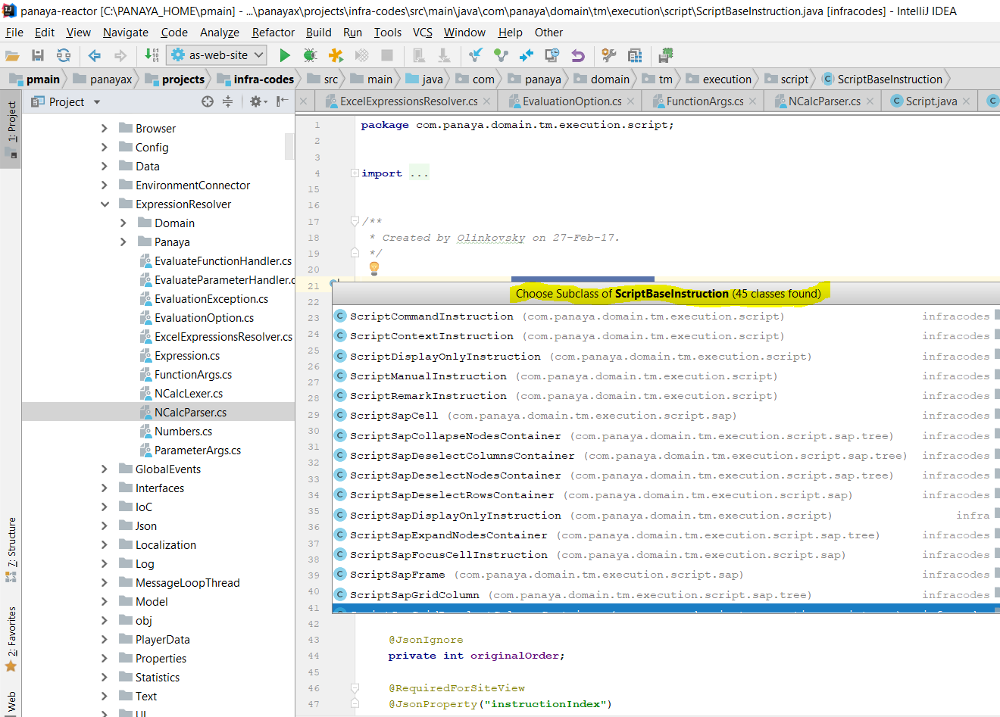 panaya-reactor [C:\PANAYA_HOME\pmain] - ...\panayax\projects\infra-codes\src\main\java\com\panaya\domain\tm\execution\script\ScriptBaseInstruction.java [infracodes] - IntelliJ IDEA
File Edit View Navigate Code Analyze Refactor Build Run Tools VCS Window Help Other
as-web-site
pmain panayax projects infra-codes src main java com panaya domain tm execution script ScriptBaseInstruction
Project
ExcelExpressionsResolver.cs EvaluationOption.cs FunctionArgs.cs NCalcParser.cs Script.java
1: Project
7: Structure
2: Favorites
Web
Browser
Config
Data
EnvironmentConnector
ExpressionResolver
Domain
Panaya
EvaluateFunctionHandler.cs
EvaluateParameterHandler.c
EvaluationException.cs
EvaluationOption.cs
ExcelExpressionsResolver.cs
Expression.cs
FunctionArgs.cs
NCalcLexer.cs
NCalcParser.cs
Numbers.cs
ParameterArgs.cs
GlobalEvents
Interfaces
IoC
Json
Localization
Log
MessageLoopThread
Model
obj
PlayerData
Properties
Statistics
Text
UI
1 package com.panaya.domain.tm.execution.script;
2
3
4 import ...
15
16
17 /**
18 * Created by Olinkovsky on 27-Feb-17.
19 */
20
21
Choose Subclass of ScriptBaseInstruction (45 classes found)
22
23 ScriptCommandInstruction (com.panaya.domain.tm.execution.script) infracodes
24 ScriptContextInstruction (com.panaya.domain.tm.execution.script) infracodes
25 ScriptDisplayOnlyInstruction (com.panaya.domain.tm.execution.script) infracodes
26 ScriptManualInstruction (com.panaya.domain.tm.execution.script) infracodes
27
28 ScriptRemarkInstruction (com.panaya.domain.tm.execution.script) infracodes
29 ScriptSapCell (com.panaya.domain.tm.execution.script.sap) infracodes
30 ScriptSapCollapseNodesContainer (com.panaya.domain.tm.execution.script.sap.tree) infracodes
31
32 ScriptSapDeselectColumnsContainer (com.panaya.domain.tm.execution.script.sap.tree) infracodes
33 ScriptSapDeselectNodesContainer (com.panaya.domain.tm.execution.script.sap.tree) infracodes
34 ScriptSapDeselectRowsContainer (com.panaya.domain.tm.execution.script.sap) infracodes
35 ScriptSapDisplayOnlyInstruction (com.panaya.domain.tm.execution.script) infra
36
37 ScriptSapExpandNodesContainer (com.panaya.domain.tm.execution.script.sap.tree) infracodes
38 ScriptSapFocusCellInstruction (com.panaya.domain.tm.execution.script.sap) infracodes
39 ScriptSapFrame (com.panaya.domain.tm.execution.script.sap) infracodes
40 ScriptSapGridColumn (com.panaya.domain.tm.execution.script.sap.tree) infracodes
41
42
43 @JsonIgnore
44 private int originalOrder;
45
46 @RequiredForSiteView
47 @JsonProperty("instructionIndex")